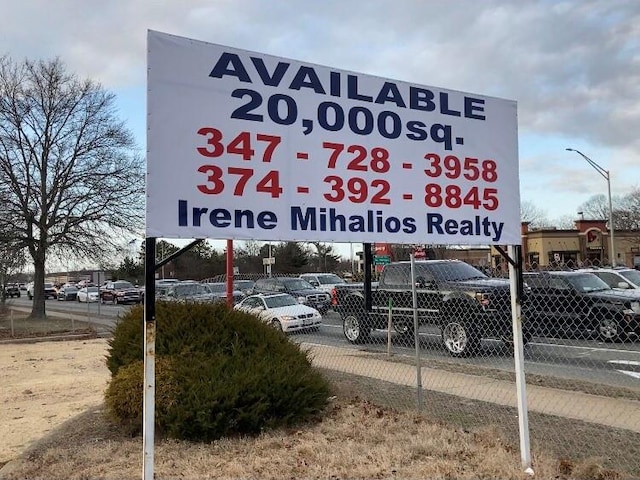 AVAILABLE
20,000sq.
347 - 728 - 3958
374 - 392 - 8845
Irene Mihalios Realty